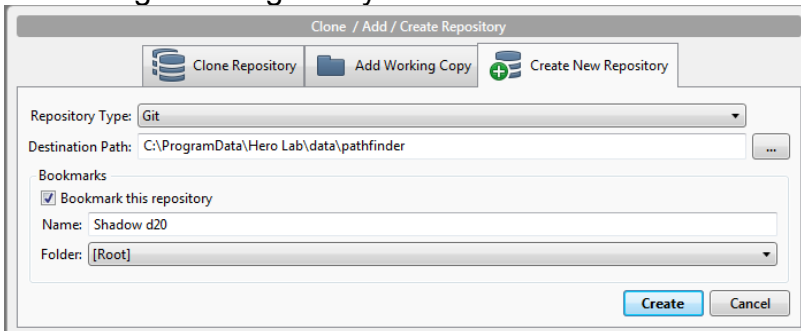 Clone / Add / Create Repository
Clone Repository Add Working Copy Create New Repository
Repository Type: Git
Destination Path: C:\ProgramData\Hero Lab\data\pathfinder ...
Bookmarks
Bookmark this repository
Name: Shadow d20
Folder: [Root]
Create Cancel